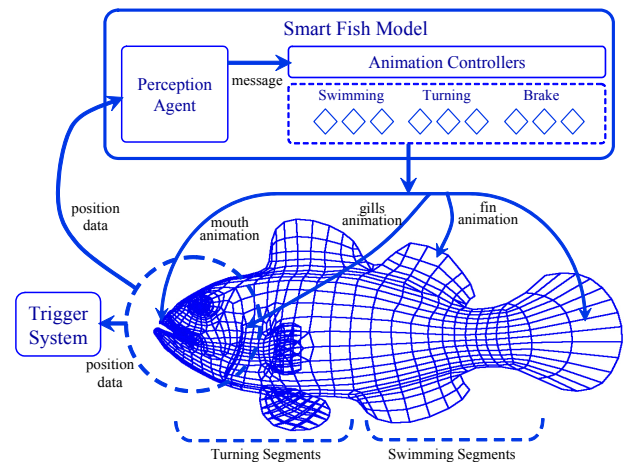 Smart Fish Model
Perception
Agent
message
Animation Controllers
Swimming Turning Brake
position
data
mouth
animation
gills
animation
fin
animation
Trigger
System
position
data
Turning Segments
Swimming Segments